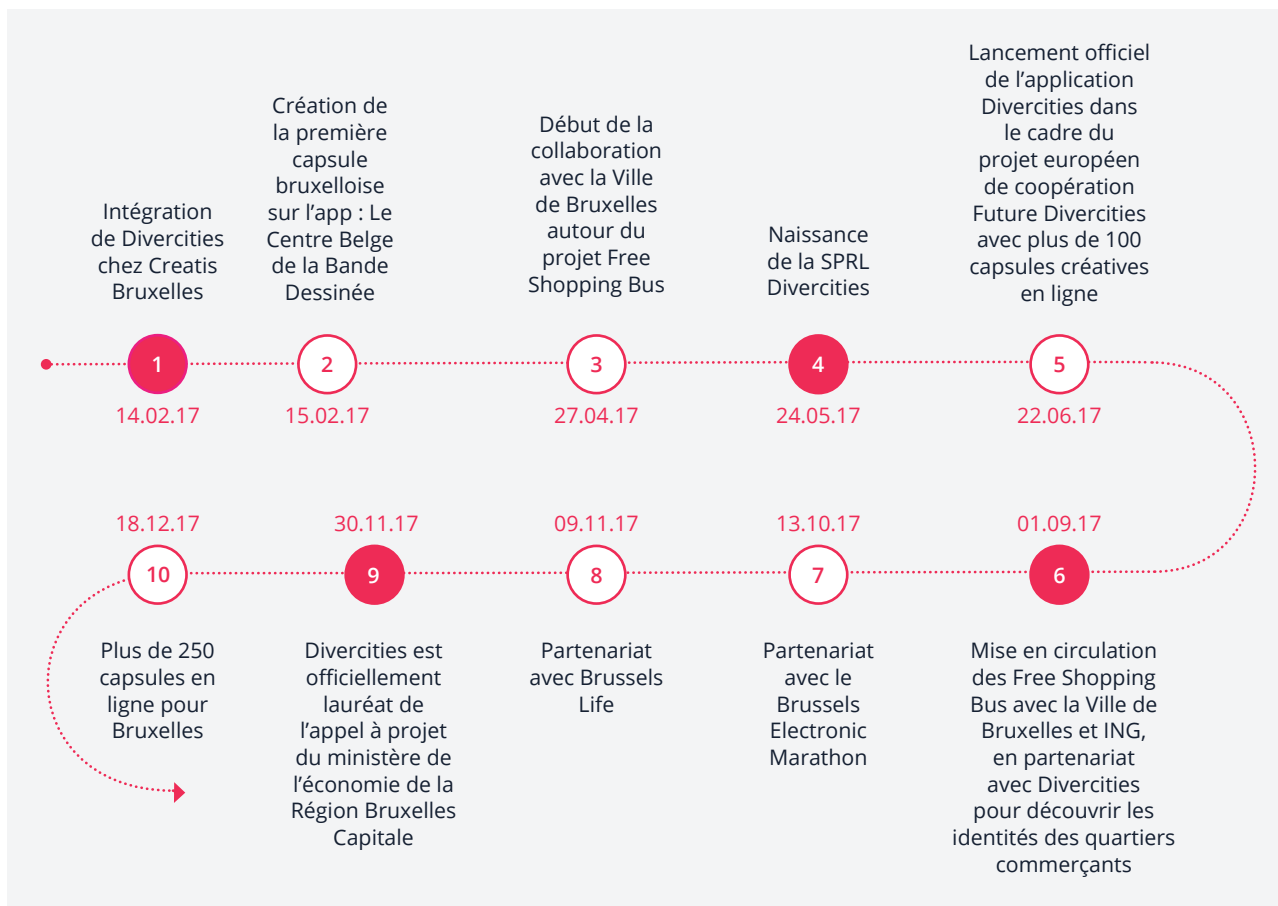 Intégration
de Divercities
chez Creatis
Bruxelles
1
14.02.17
Création de
la première
capsule
bruxelloise
sur l’app : Le
Centre Belge
de la Bande
Dessinée
2
15.02.17
Début de la
collaboration
avec la Ville
de Bruxelles
autour du
projet Free
Shopping Bus
3
27.04.17
Naissance
de la SPRL
Divercities
4
24.05.17
Lancement officiel
de l’application
Divercities dans
le cadre du
projet européen
de coopération
Future Divercities
avec plus de 100
capsules créatives
en ligne
5
22.06.17
01.09.17
6
Mise en circulation
des Free Shopping
Bus avec la Ville de
Bruxelles et ING,
en partenariat
avec Divercities
pour découvrir les
identités des quartiers
commerçants
13.10.17
7
Partenariat
avec le
Brussels
Electronic
Marathon
09.11.17
8
Partenariat
avec Brussels
Life
30.11.17
9
Divercities est
officiellement
lauréat de
l’appel à projet
du ministère de
l’économie de la
Région Bruxelles
Capitale
18.12.17
10
Plus de 250
capsules en
ligne pour
Bruxelles